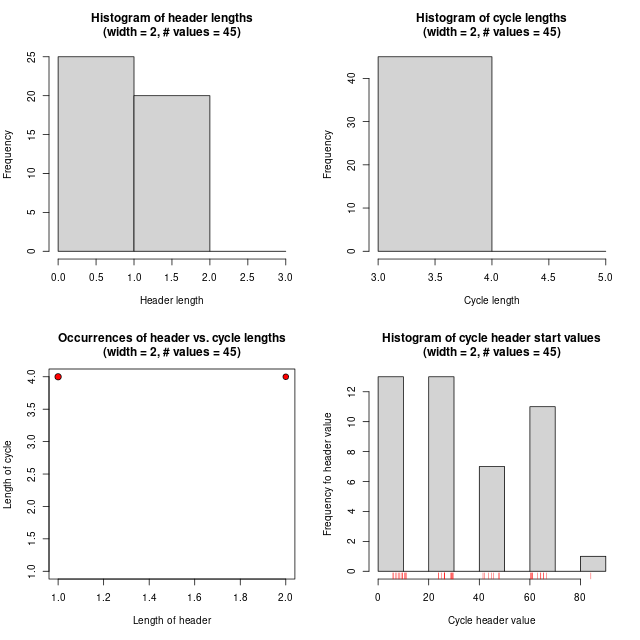 Histogram of header lengths
(width = 2, # values = 45)
Frequency
25
20
15
10
5
0
0.0 0.5 1.0 1.5 2.0 2.5 3.0
Header length
Histogram of cycle lengths
(width = 2, # values = 45)
Frequency
40
30
20
10
0
3.0 3.5 4.0 4.5 5.0
Cycle length
Occurrences of header vs. cycle lengths
(width = 2, # values = 45)
Length of cycle
4.0
3.5
3.0
2.5
2.0
1.5
1.0
1.0 1.2 1.4 1.6 1.8 2.0
Length of header
Histogram of cycle header start values
(width = 2, # values = 45)
Frequency fo header value
12
10
8
6
4
2
0
0 20 40 60 80
Cycle header value